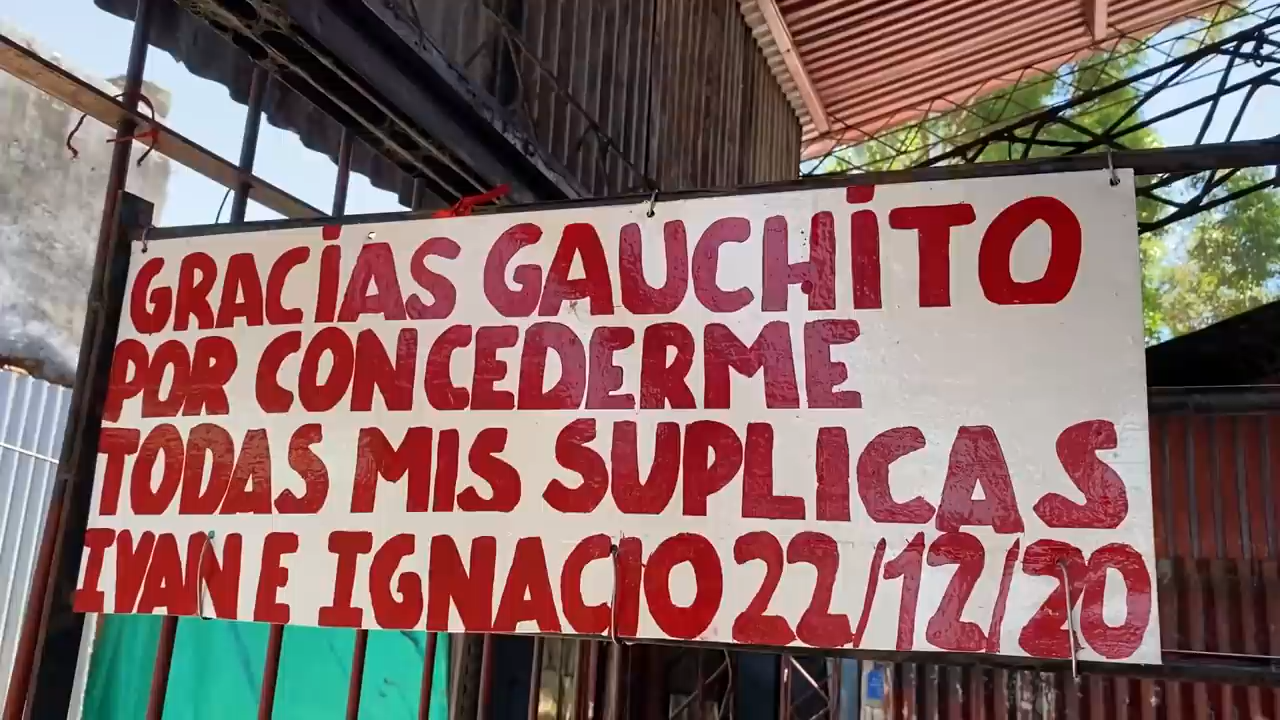 GRACiAS GAUCHiTO
POR CONCEDERME
TODAS MIS SUPLICAS
IVAN E IGNACIO 22/12/20